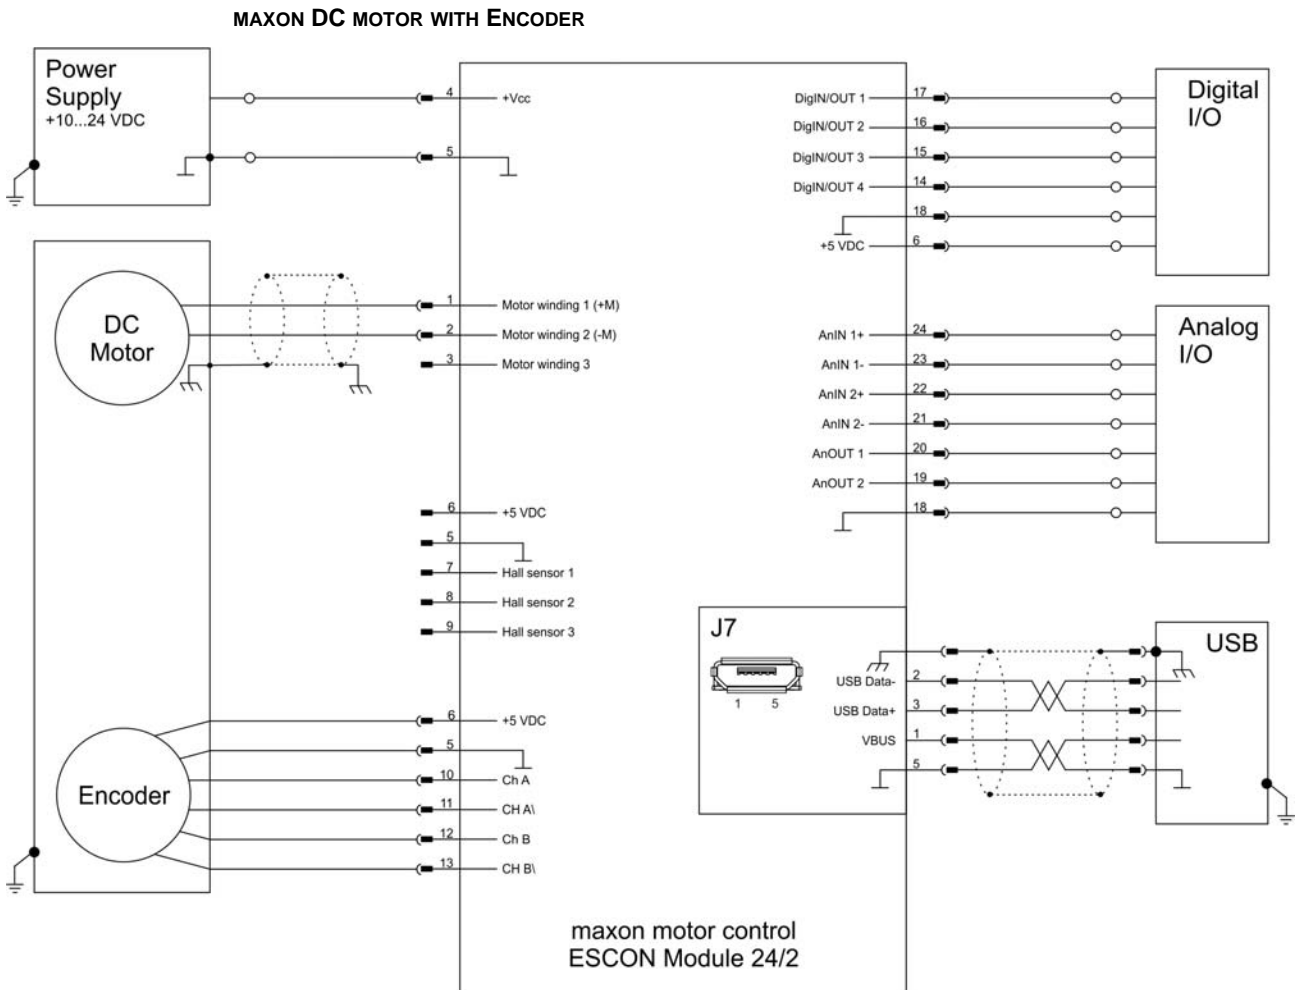 MAXON DC MOTOR WITH ENCODER
Power
Supply
+10...24 VDC
4
+Vcc
5
DC
Motor
1
Motor winding 1 (+M)
2
Motor winding 2 (-M)
3
Motor winding 3
6
+5 VDC
5
7
Hall sensor 1
8
Hall sensor 2
9
Hall sensor 3
Encoder
6
+5 VDC
5
10
Ch A
11
CH A\
12
Ch B
13
CH B\
DigIN/OUT 1
17
DigIN/OUT 2
16
DigIN/OUT 3
15
DigIN/OUT 4
14
18
+5 VDC
6
Digital
I/O
AnIN 1+
24
AnIN 1-
23
AnIN 2+
22
AnIN 2-
21
AnOUT 1
20
AnOUT 2
19
18
Analog
I/O
J7
1 5
USB Data-
2
USB Data+
3
VBUS
1
5
USB
maxon motor control
ESCON Module 24/2